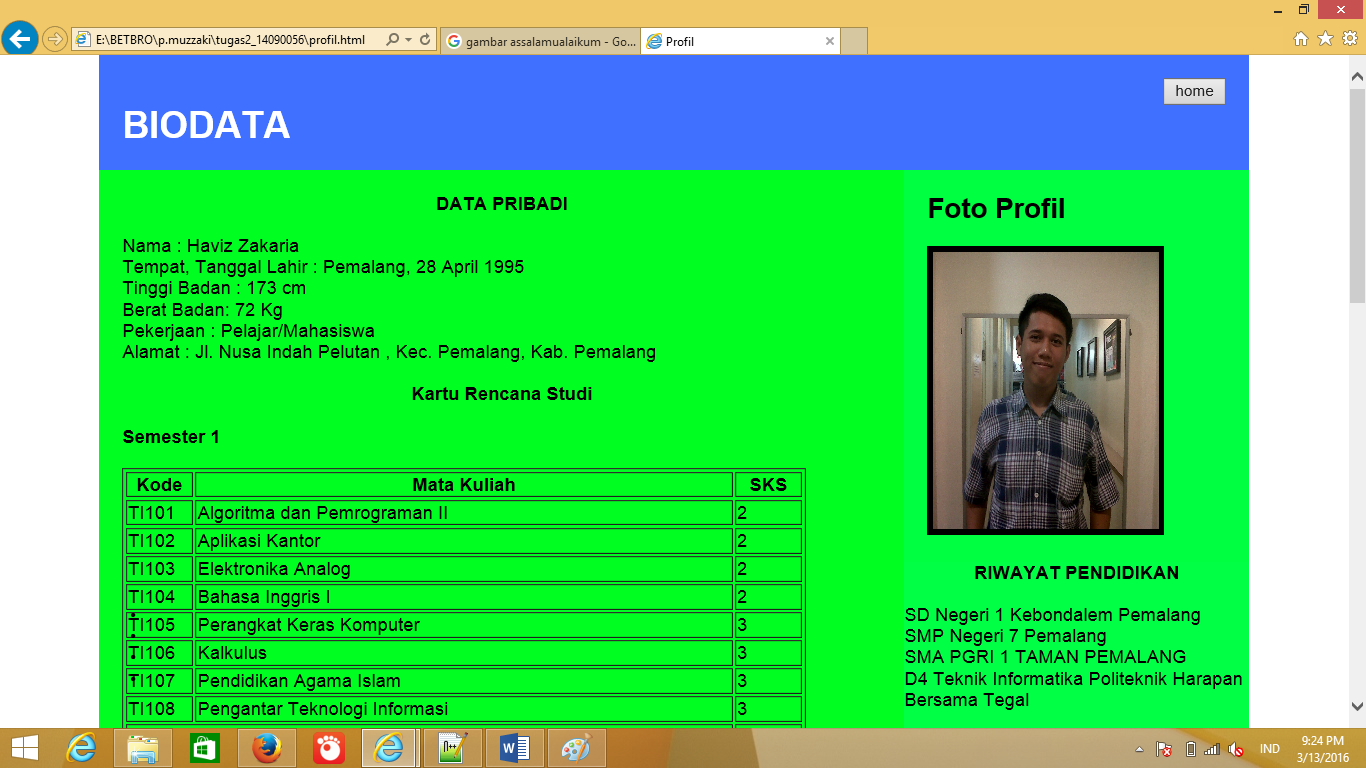 E:\BETBRO\p.muzzaki\tugas2_14090056\profil.html
gambar assalamualaikum - Go...
Profil
home
BIODATA
DATA PRIBADI
Nama : Haviz Zakaria
Tempat, Tanggal Lahir : Pemalang, 28 April 1995
Tinggi Badan : 173 cm
Berat Badan: 72 Kg
Pekerjaan : Pelajar/Mahasiswa
Alamat : Jl. Nusa Indah Pelutan , Kec. Pemalang, Kab. Pemalang
Kartu Rencana Studi
Semester 1
Kode Mata Kuliah SKS
TI101 Algoritma dan Pemrograman II 2
TI102 Aplikasi Kantor 2
TI103 Elektronika Analog 2
TI104 Bahasa Inggris I 2
TI105 Perangkat Keras Komputer 3
TI106 Kalkulus 3
TI107 Pendidikan Agama Islam 3
TI108 Pengantar Teknologi Informasi 3
Foto Profil
RIWAYAT PENDIDIKAN
SD Negeri 1 Kebondalem Pemalang
SMP Negeri 7 Pemalang
SMA PGRI 1 TAMAN PEMALANG
D4 Teknik Informatika Politeknik Harapan
Bersama Tegal
IND
9:24 PM
3/13/2016